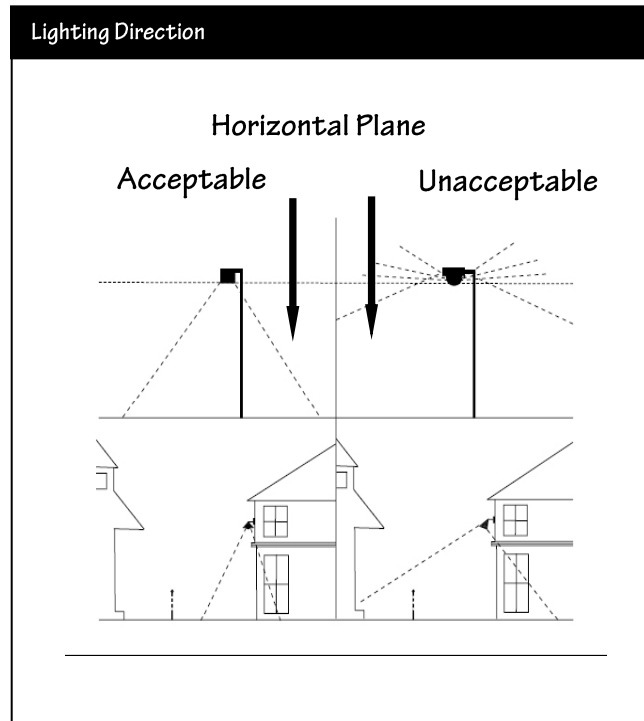 Lighting Direction
Horizontal Plane
Acceptable
Unacceptable